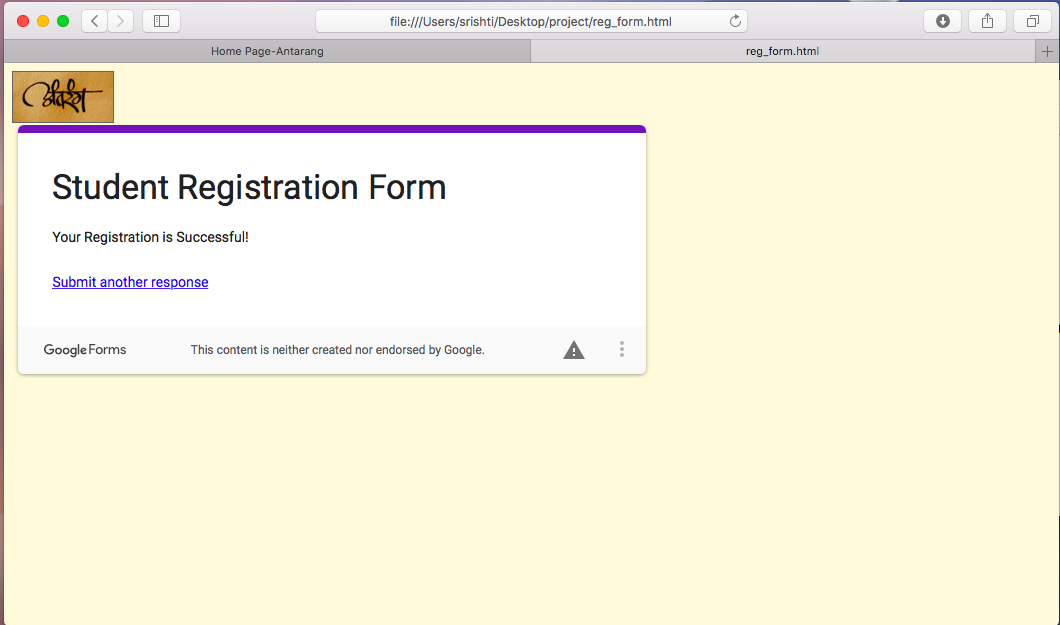 file:///Users/srishti/Desktop/project/reg_form.html
Home Page-Antarang
reg_form.html
अंतरंग
Student Registration Form
Your Registration is Successful!
Submit another response
Google Forms
This content is neither created nor endorsed by Google.